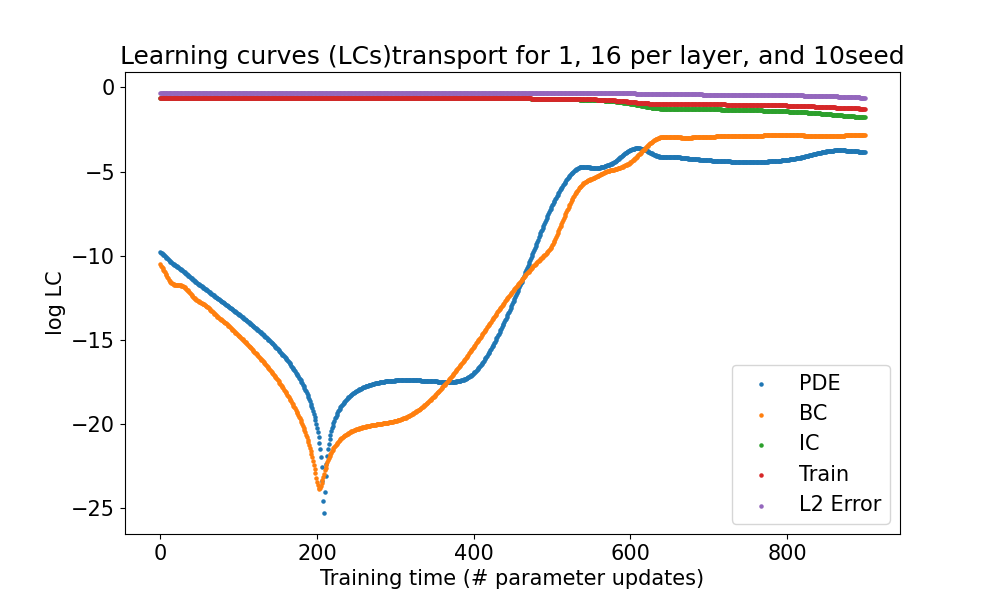 Learning curves (LCs)transport for 1, 16 per layer, and 10seed
log LC
0
−5
−10
−15
−20
−25
PDE
BC
IC
Train
L2 Error
0 200 400 600 800
Training time (# parameter updates)